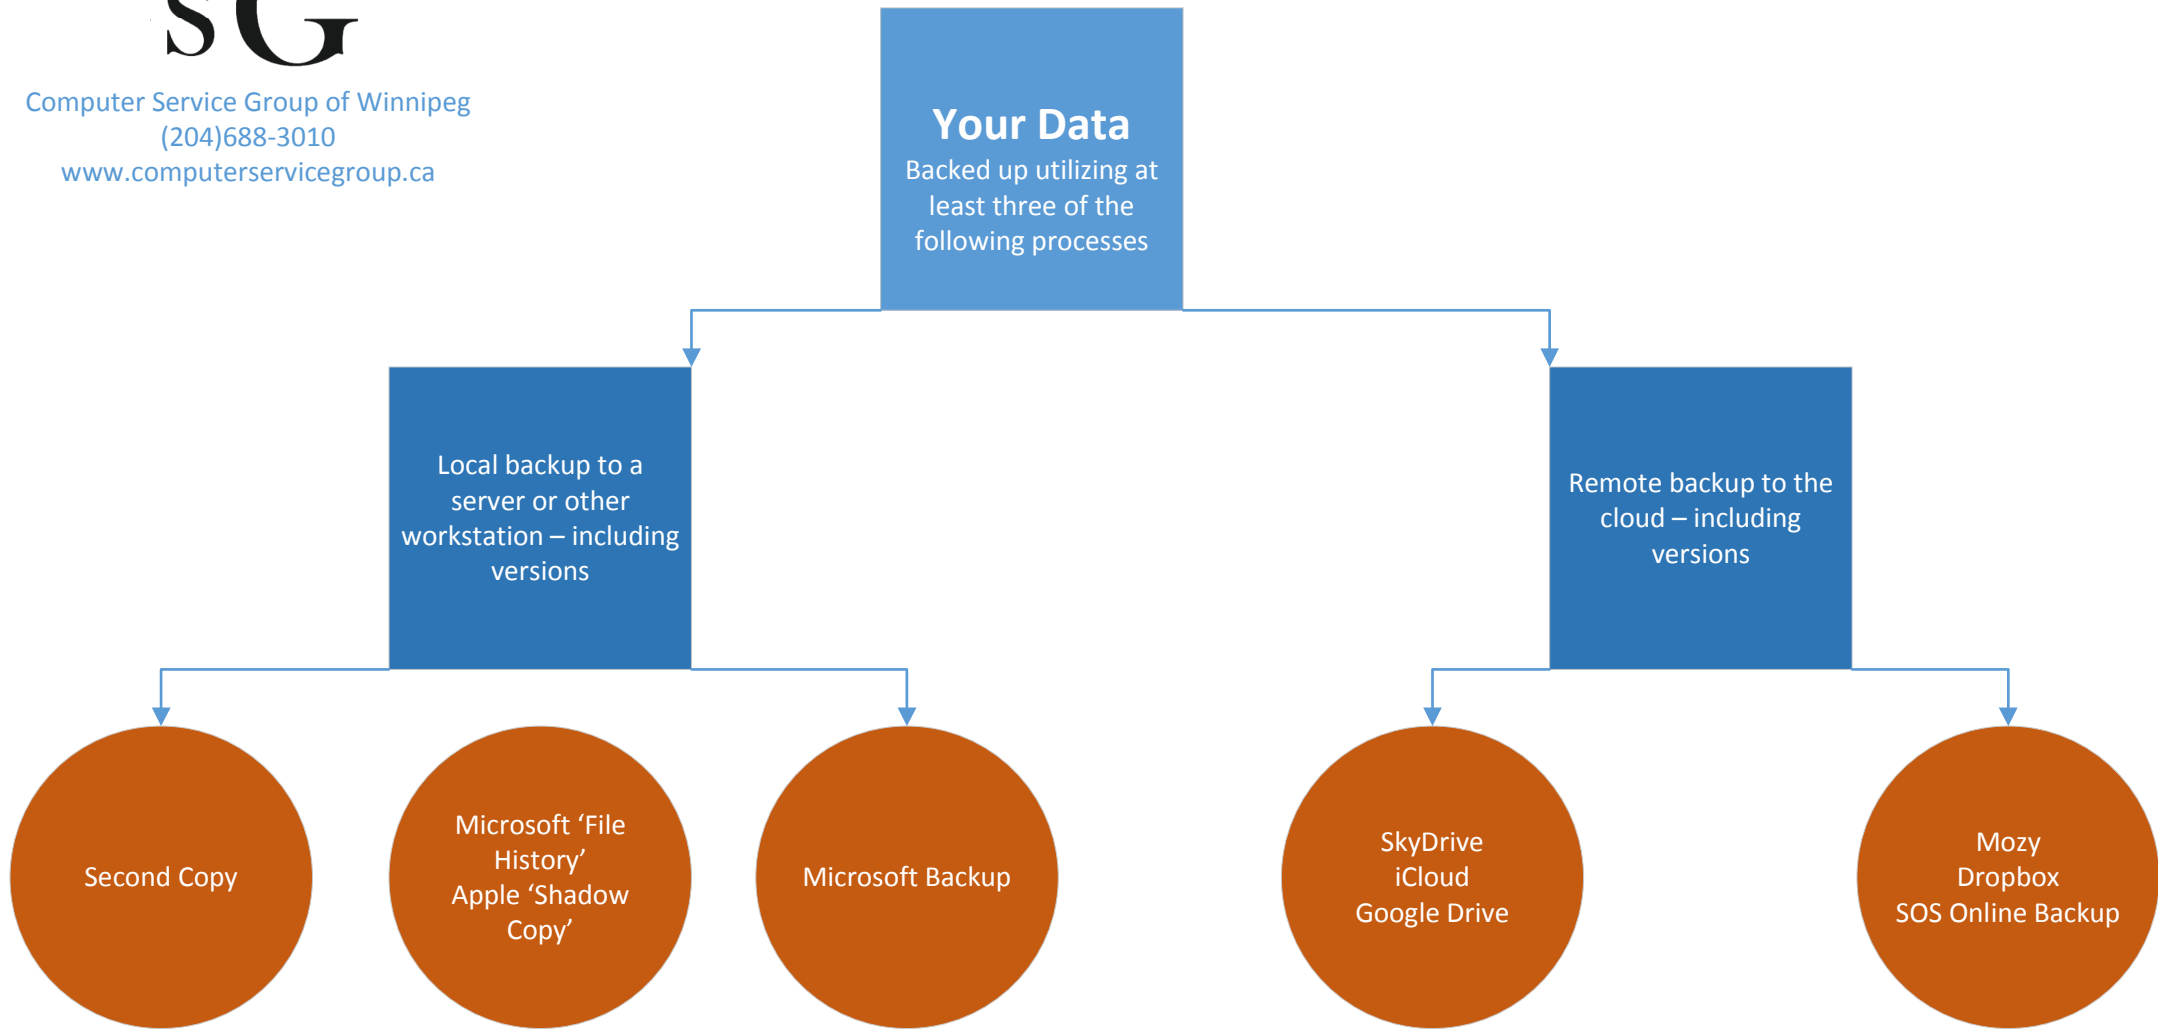 SG
Computer Service Group of Winnipeg
(204)688-3010
www.computerservicegroup.ca
Your Data
Backed up utilizing at
least three of the
following processes
Local backup to a
server or other
workstation – including
versions
Remote backup to the
cloud – including
versions
Second Copy
Microsoft ‘File
History’
Apple ‘Shadow
Copy’
Microsoft Backup
SkyDrive
iCloud
Google Drive
Mozy
Dropbox
SOS Online Backup